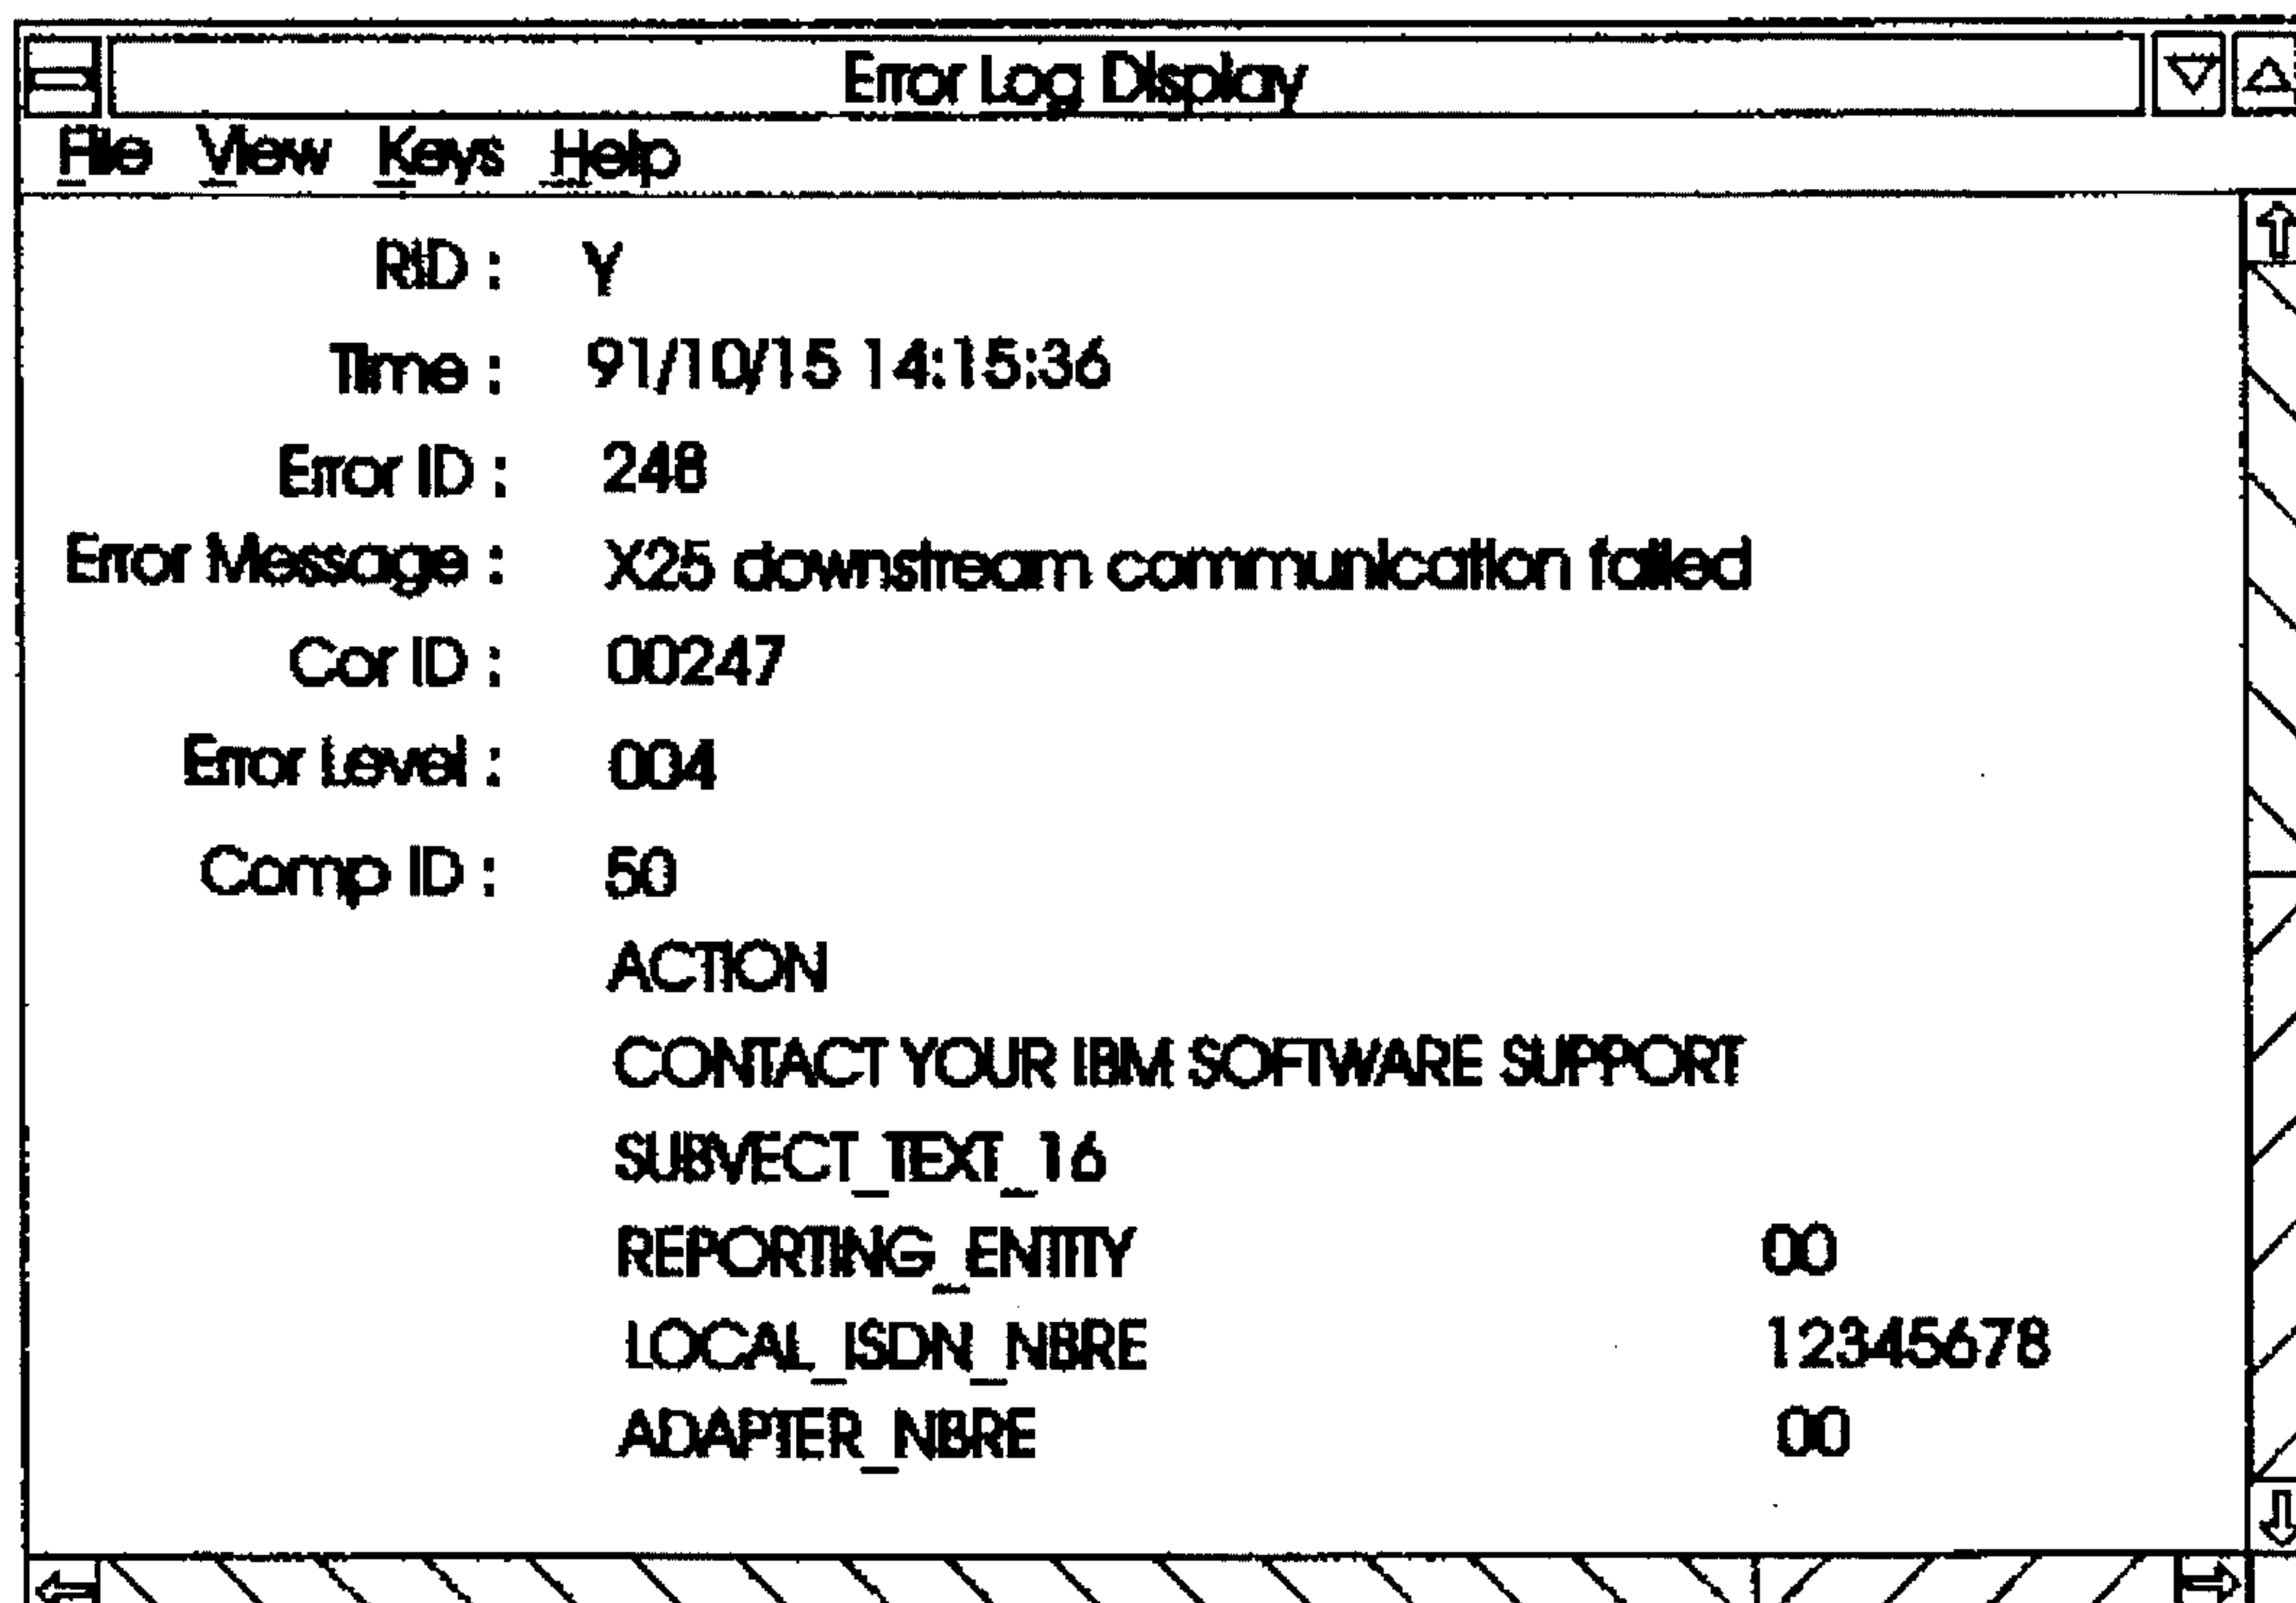 Error Log Display
File View Keys Help
RID : Y
Time : 91/10/15 14:15:36
Error ID : 248
Error Message : X25 downstream communication failed
Cor ID : 00247
Error Level : 004
Comp ID : 50
ACTION
CONTACT YOUR IBM SOFTWARE SUPPORT
SUBVECT_TEXT_16
REPORTING_ENTITY 00
LOCAL_ISDN_NBRE 12345678
ADAPTER_NBRE 00